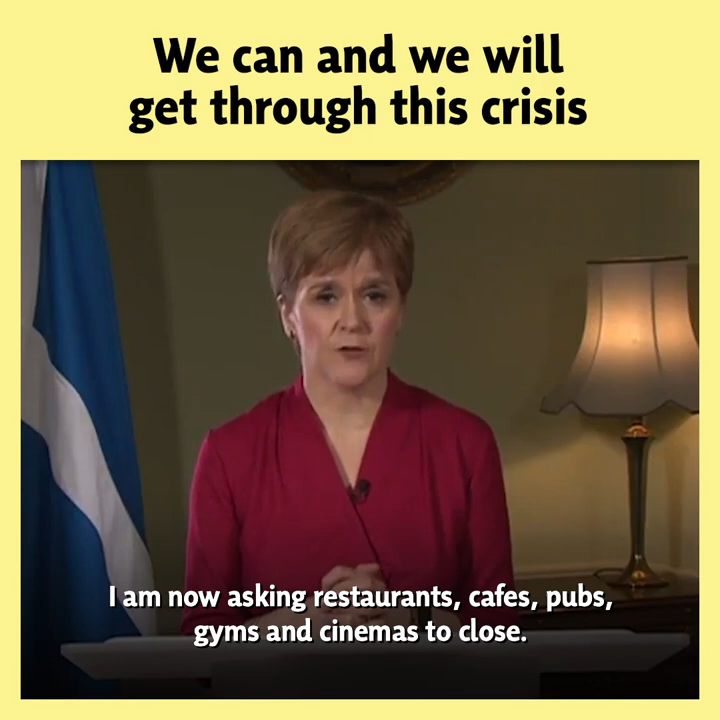 We can and we will
get through this crisis
I am now asking restaurants, cafes, pubs,
gyms and cinemas to close.